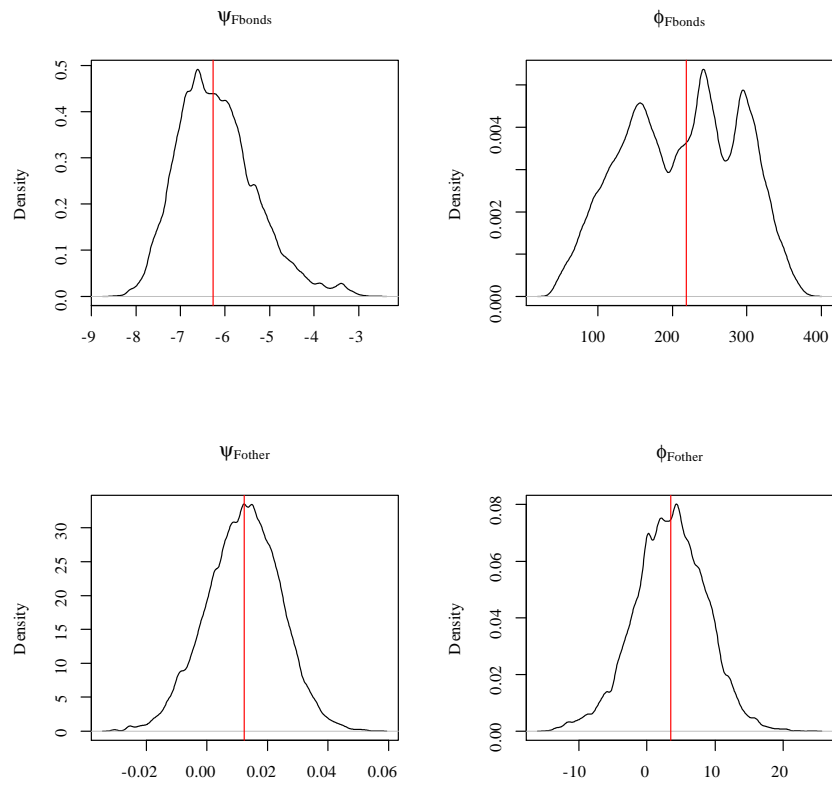 ψFbonds
Density
0.0 0.1 0.2 0.3 0.4 0.5
-9 -8 -7 -6 -5 -4 -3
ϕFbonds
Density
0.000 0.002 0.004
100 200 300 400
ψFother
Density
0 5 10 15 20 25 30
-0.02 0.00 0.02 0.04 0.06
ϕFother
Density
0.00 0.02 0.04 0.06 0.08
-10 0 10 20